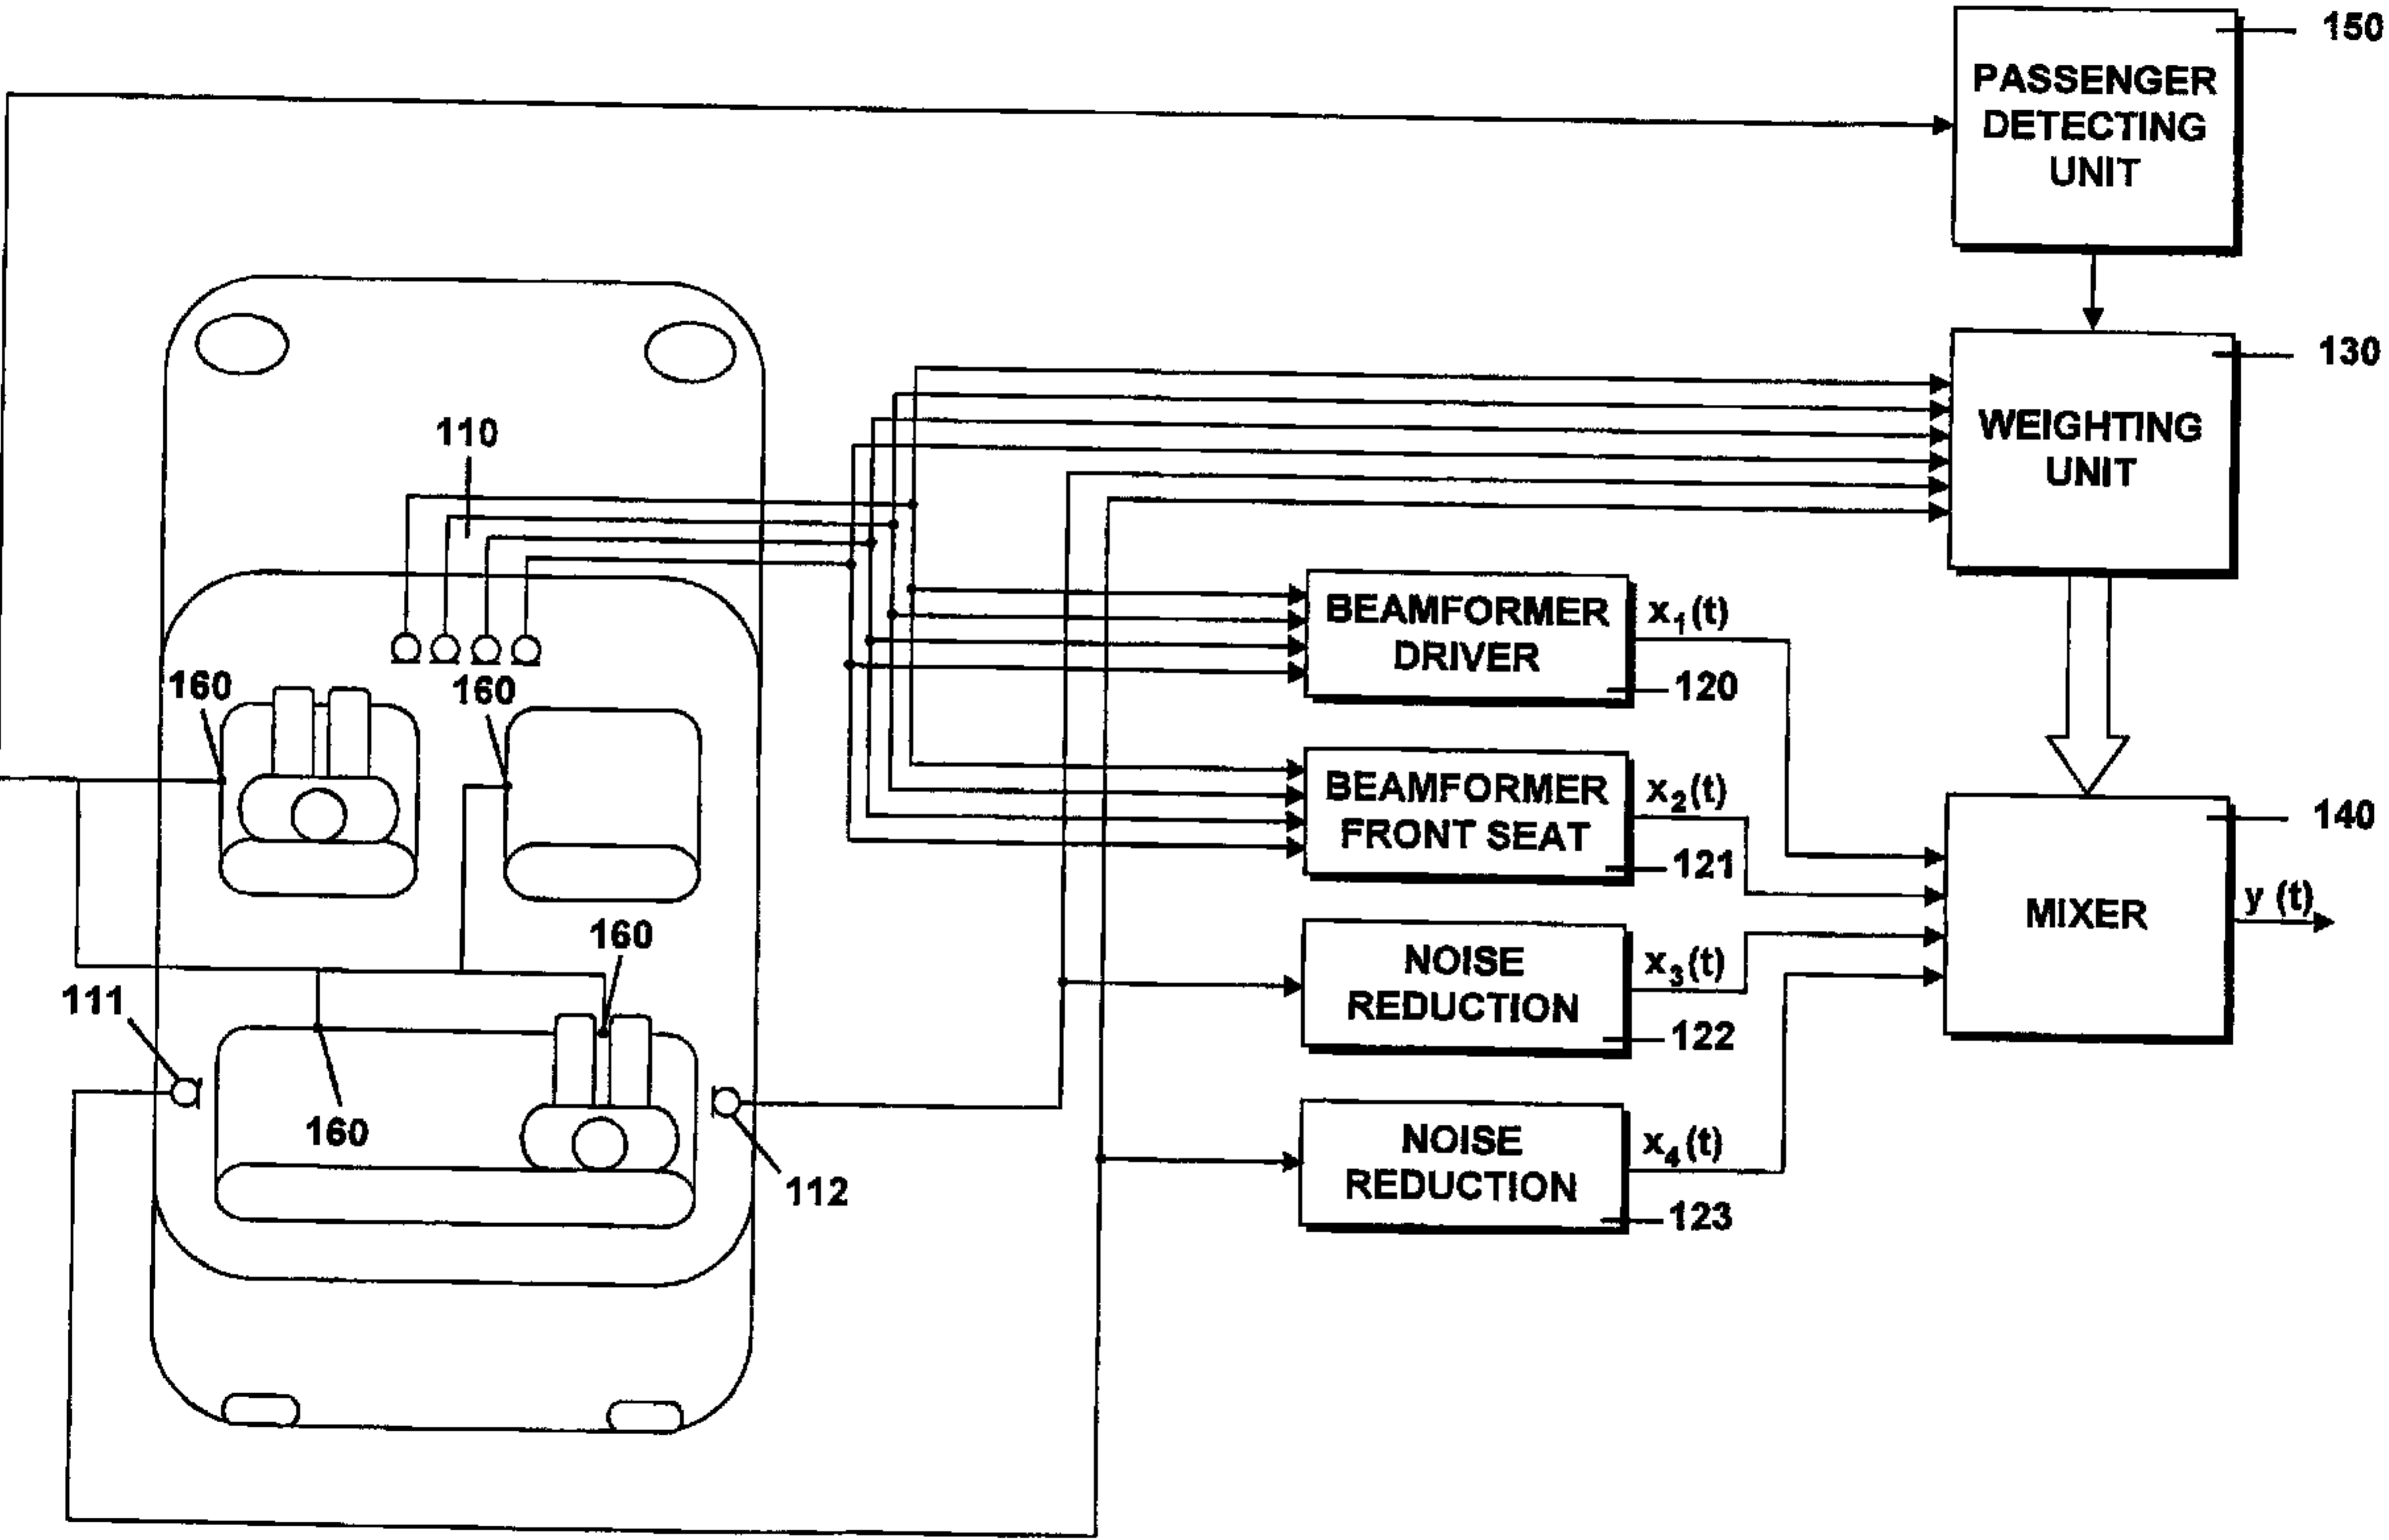 150
PASSENGER
DETECTING
UNIT
130
WEIGHTING
UNIT
110
BEAMFORMER
DRIVER
x₁(t)
120
160
160
BEAMFORMER
FRONT SEAT
x₂(t)
121
140
MIXER
y (t)
160
NOISE
REDUCTION
x₃(t)
122
111
160
112
NOISE
REDUCTION
x₄(t)
123